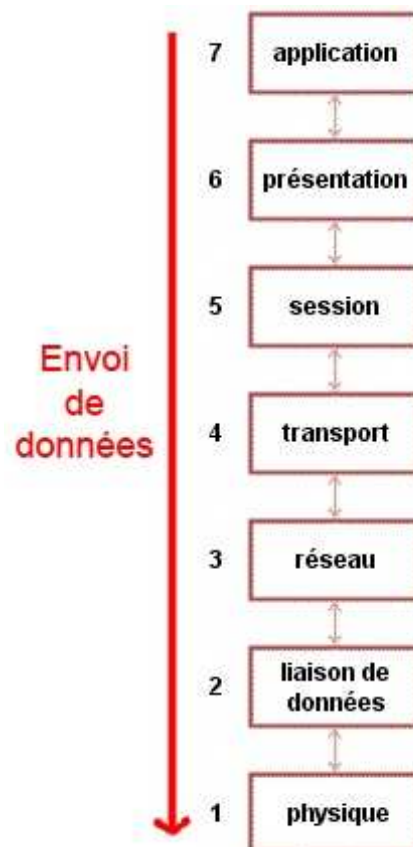 7 application
6 présentation
5 session
Envoi
de
données
4 transport
3 réseau
2 liaison de
données
1 physique